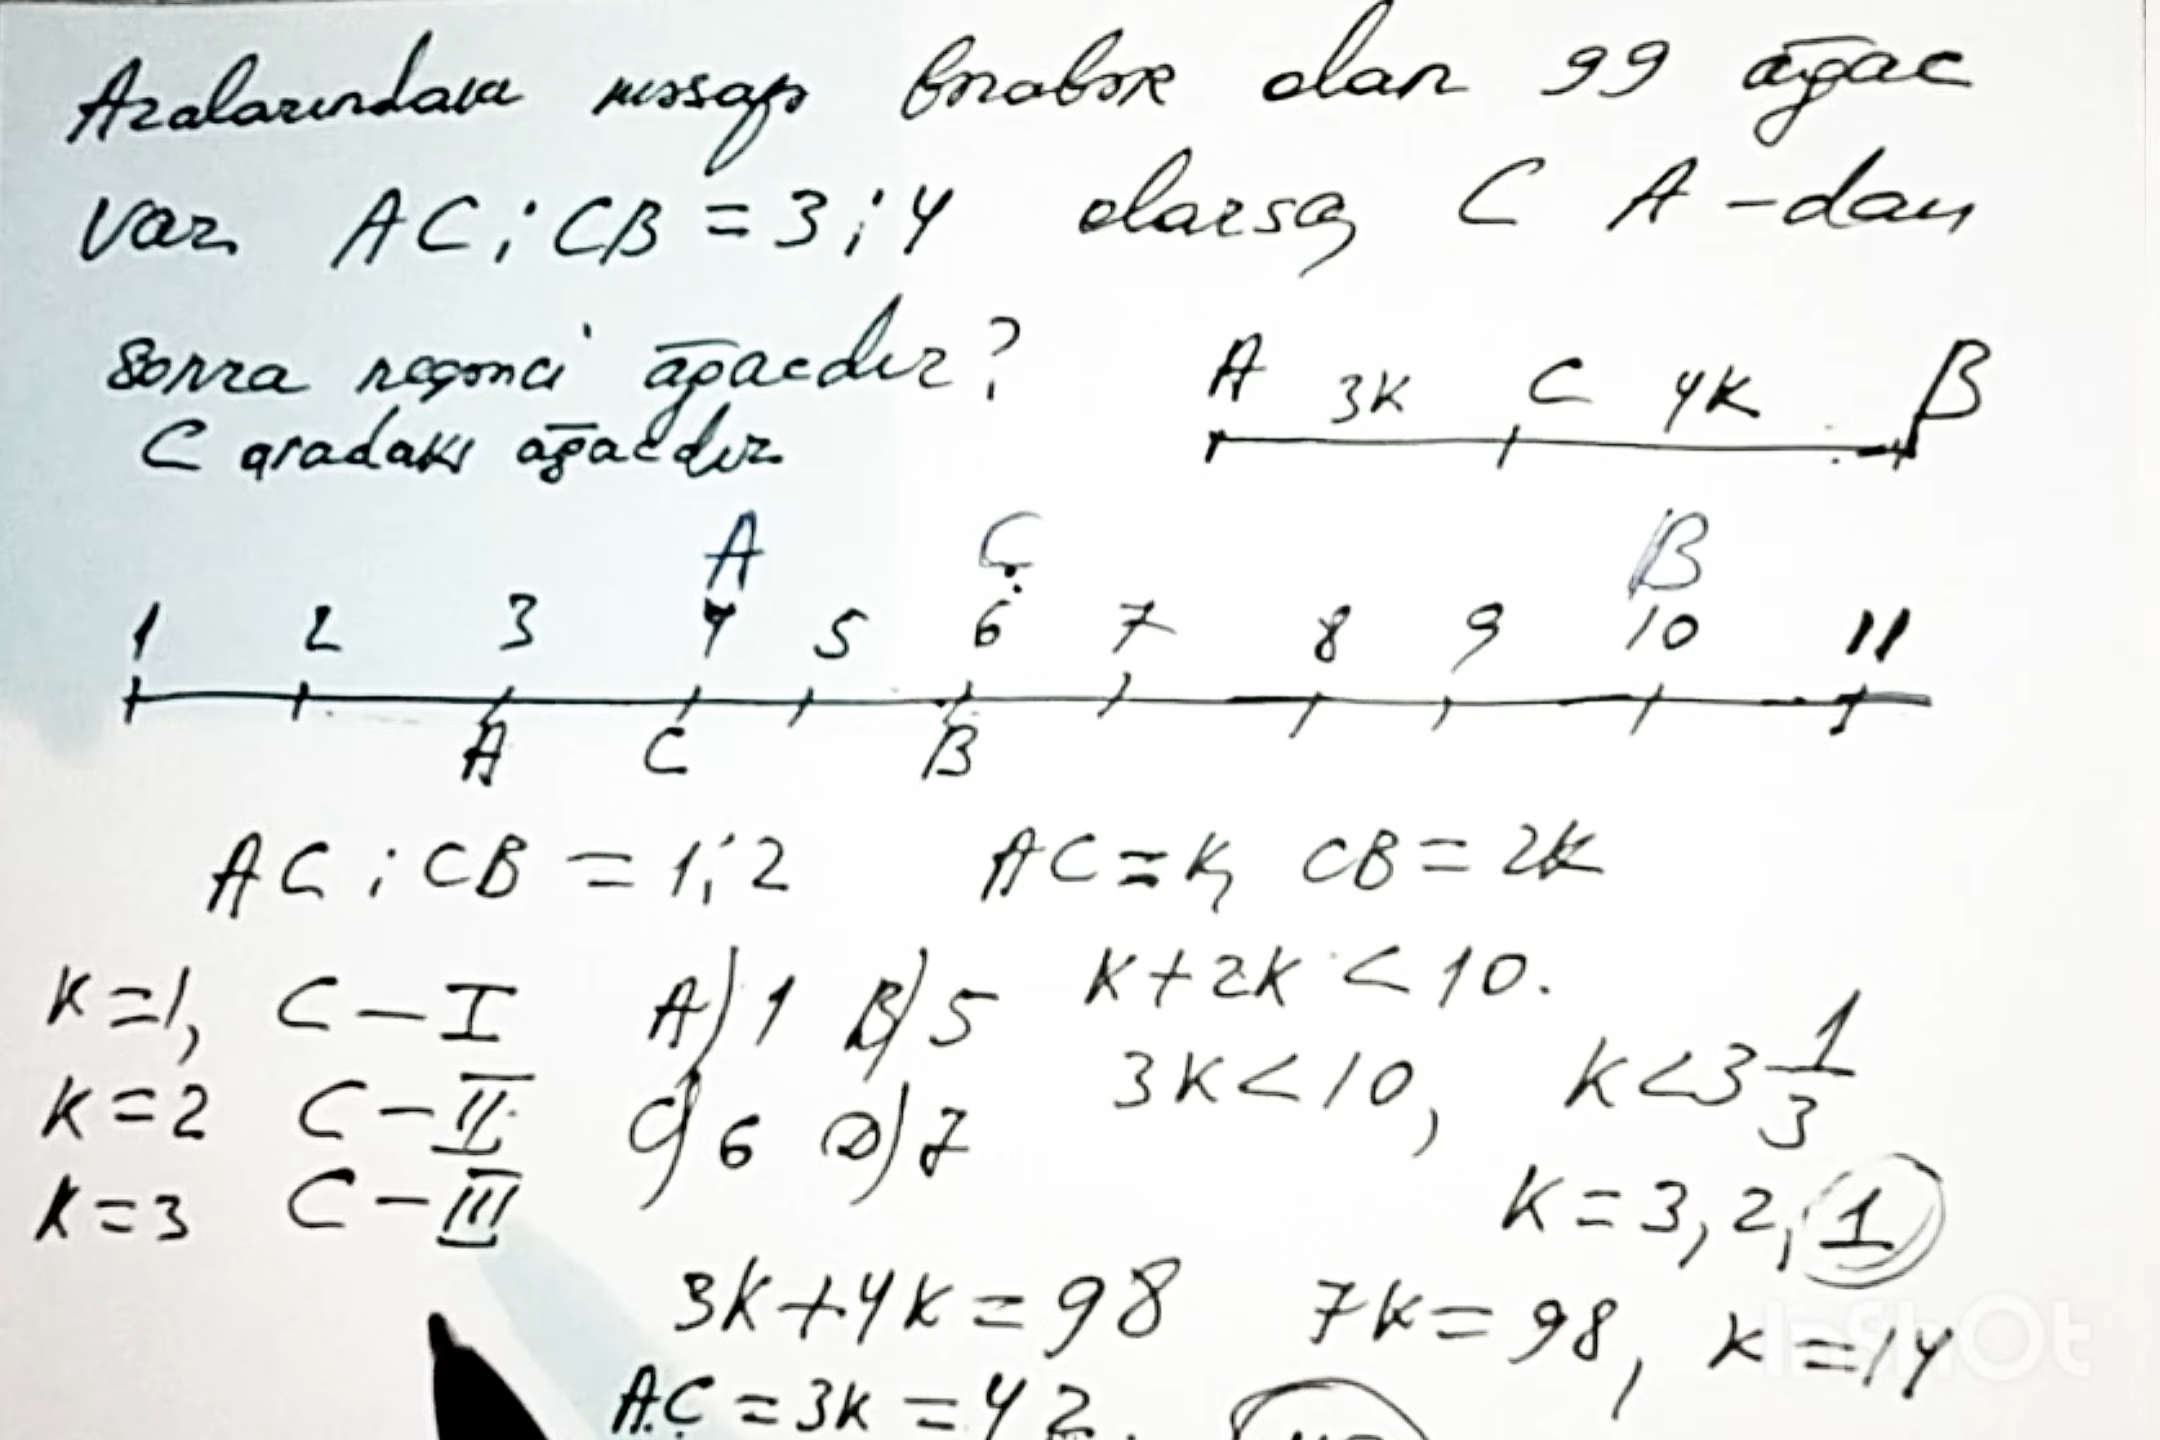 Aralarındakı məsafə bərabər olan 99 ağac
var AC:CB=3:4 olarsa, C A-dan
sonra neçənci ağacdır?
C aradakı ağacdır
A 3k C 4k B
A C B
1 2 3 4 5 6 7 8 9 10 11
A C B
AC:CB=1:2 AC=k, CB=2k
k=1, C-I A)1 B)5 k+2k<10.
k=2 C-II C)6 D)7 3k<10, k<3 1/3
k=3 C-III k=3,2,1
3k+4k=98 7k=98, k=14
AC=3k=42
InShOt